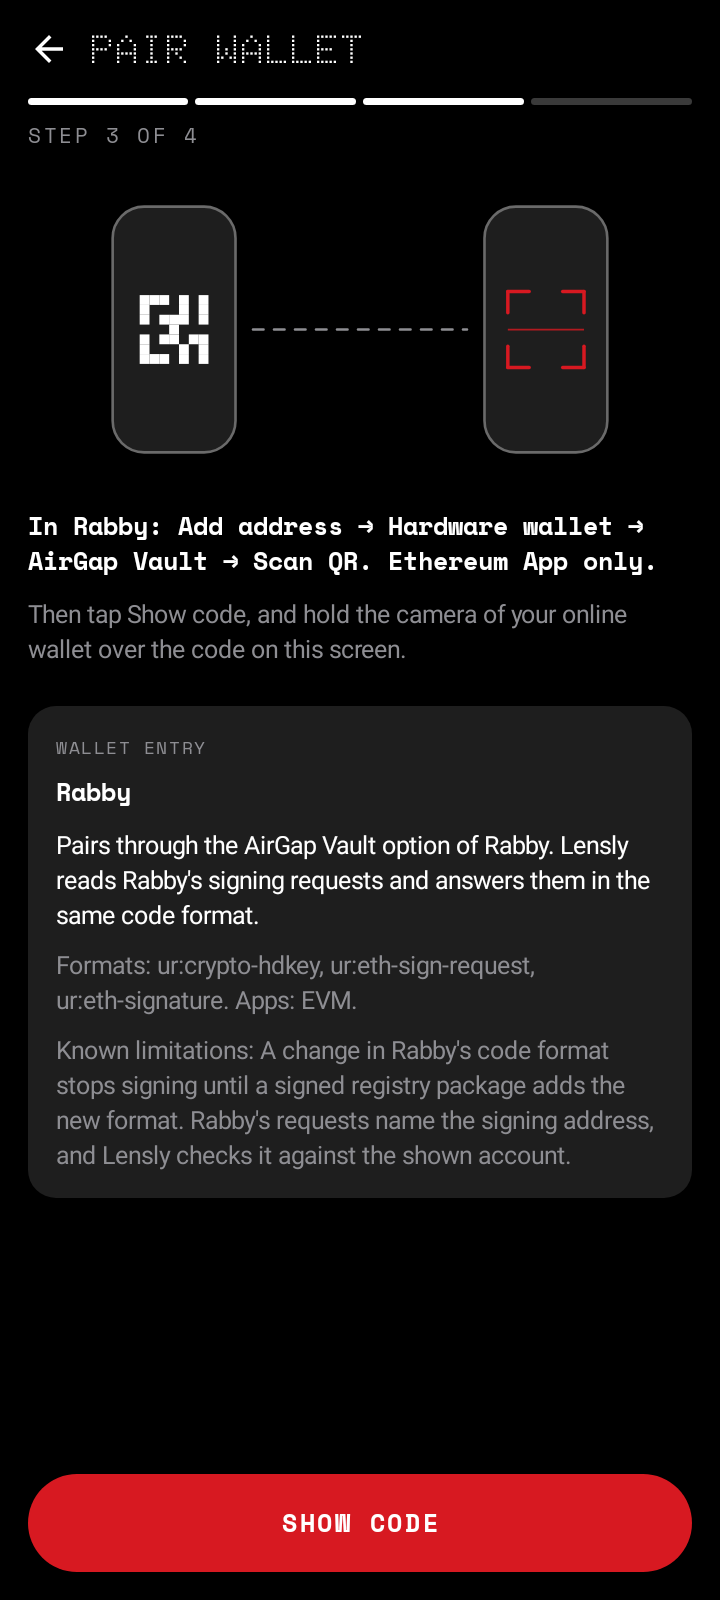 PAIR WALLET
STEP 3 OF 4
In Rabby: Add address → Hardware wallet →
AirGap Vault → Scan QR. Ethereum App only.
Then tap Show code, and hold the camera of your online
wallet over the code on this screen.
WALLET ENTRY
Rabby
Pairs through the AirGap Vault option of Rabby. Lensly
reads Rabby's signing requests and answers them in the
same code format.
Formats: ur:crypto-hdkey, ur:eth-sign-request,
ur:eth-signature. Apps: EVM.
Known limitations: A change in Rabby's code format
stops signing until a signed registry package adds the
new format. Rabby's requests name the signing address,
and Lensly checks it against the shown account.
SHOW CODE